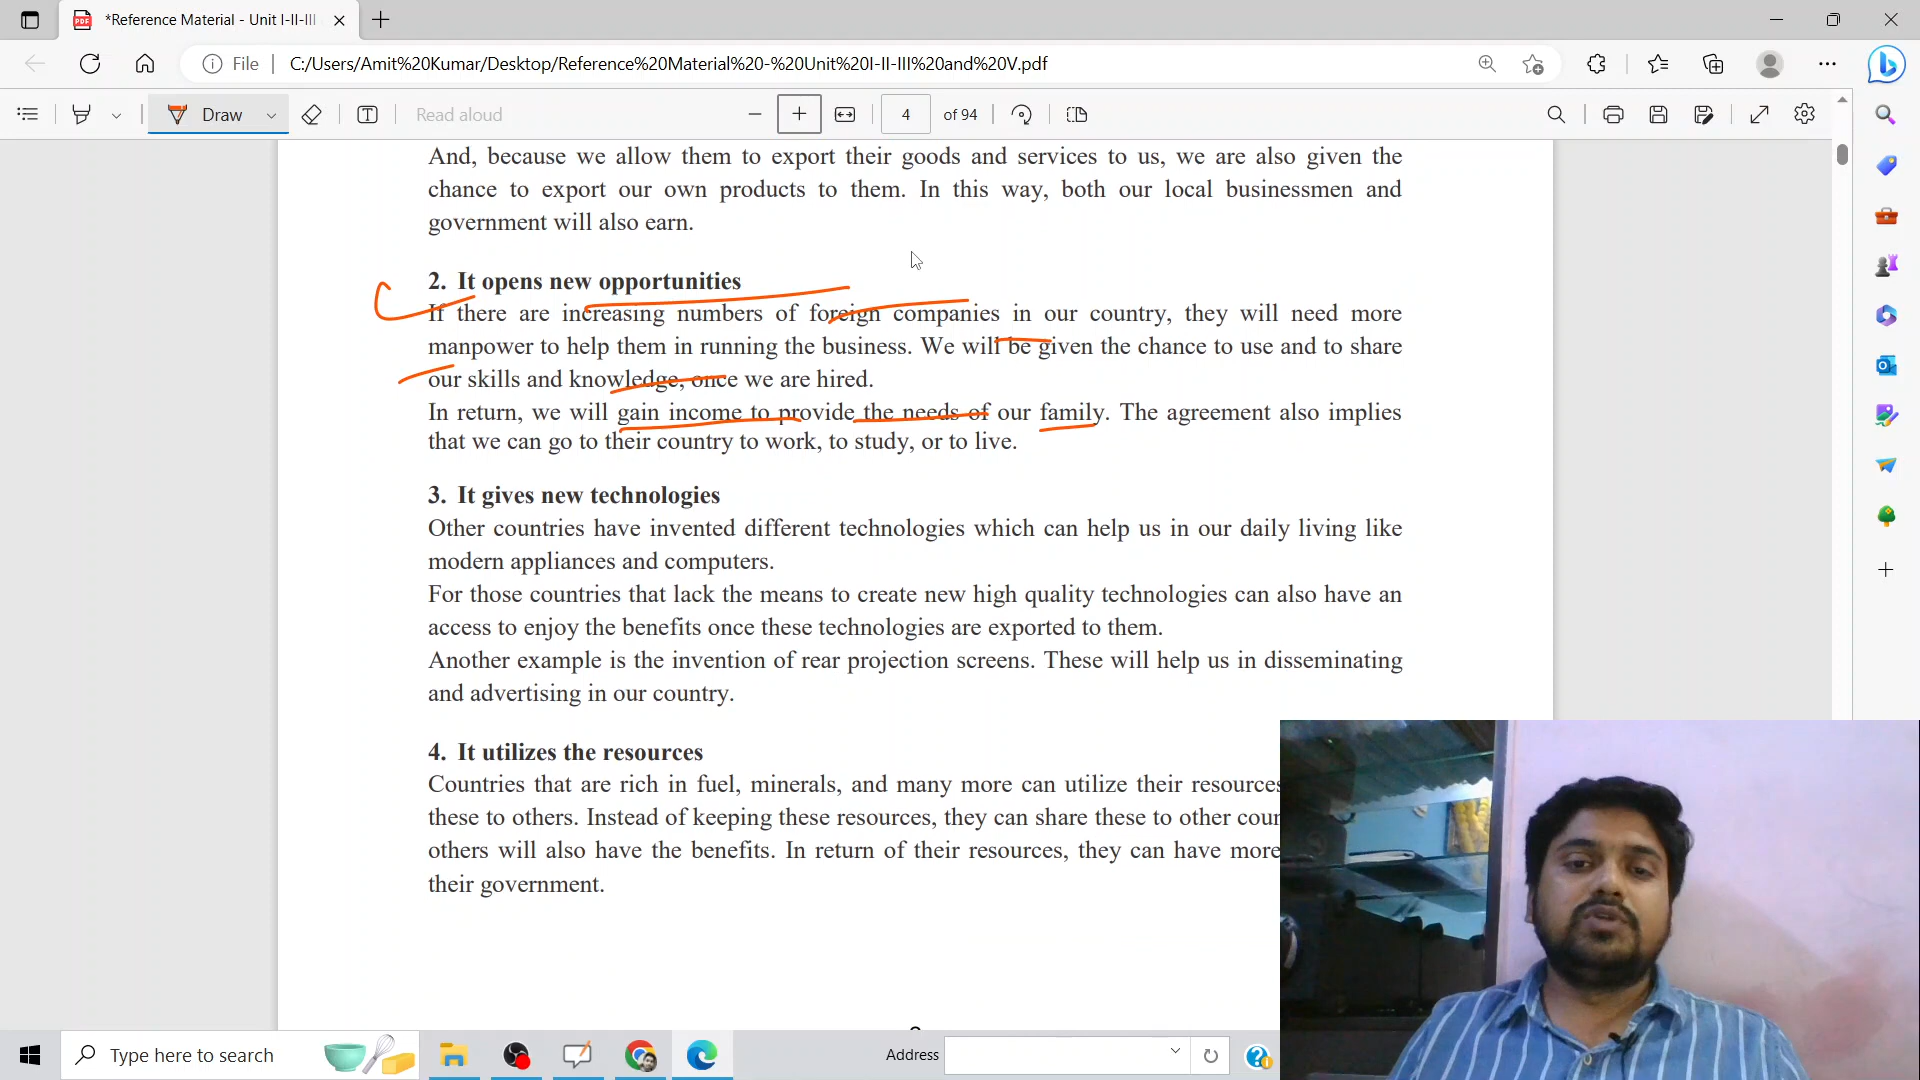 *Reference Material - Unit I-II-III
File
C:/Users/Amit%20Kumar/Desktop/Reference%20Material%20-%20Unit%20I-II-III%20and%20V.pdf
Draw
Read aloud
4
of 94
And, because we allow them to export their goods and services to us, we are also given the
chance to export our own products to them. In this way, both our local businessmen and
government will also earn.
2. It opens new opportunities
If there are increasing numbers of foreign companies in our country, they will need more
manpower to help them in running the business. We will be given the chance to use and to share
our skills and knowledge, once we are hired.
In return, we will gain income to provide the needs of our family. The agreement also implies
that we can go to their country to work, to study, or to live.
3. It gives new technologies
Other countries have invented different technologies which can help us in our daily living like
modern appliances and computers.
For those countries that lack the means to create new high quality technologies can also have an
access to enjoy the benefits once these technologies are exported to them.
Another example is the invention of rear projection screens. These will help us in disseminating
and advertising in our country.
4. It utilizes the resources
Countries that are rich in fuel, minerals, and many more can utilize their resources
these to others. Instead of keeping these resources, they can share these to other cour
others will also have the benefits. In return of their resources, they can have more
their government.
Type here to search
Address